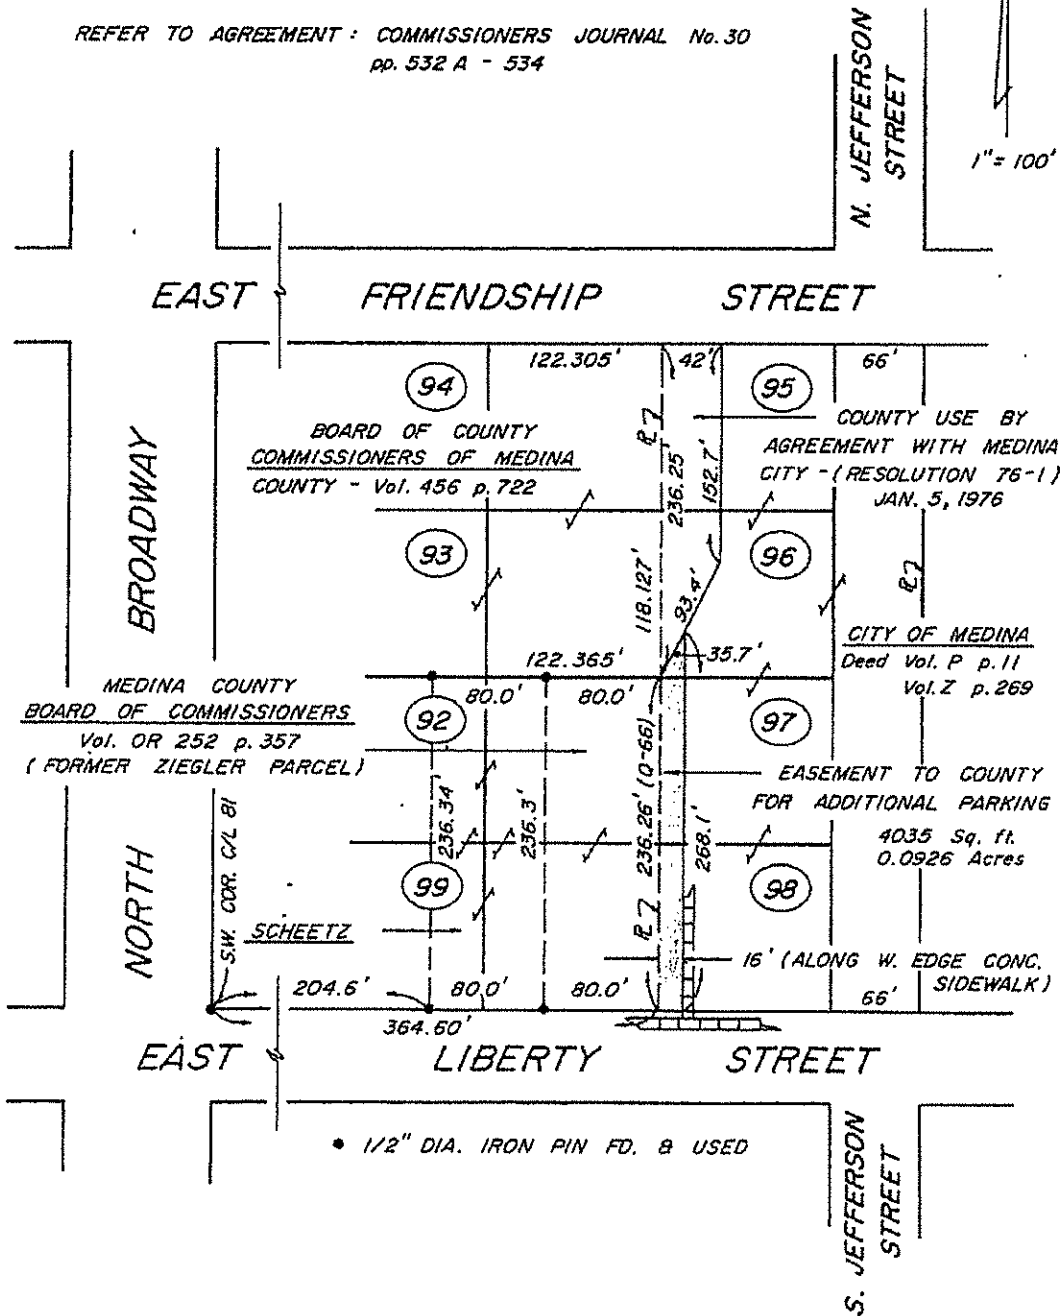 REFER TO AGREEMENT : COMMISSIONERS JOURNAL No. 30
pp. 532 A - 534
N. JEFFERSON
STREET
1" = 100'
EAST FRIENDSHIP STREET
122.305'
42'
66'
94
95
BOARD OF COUNTY
COMMISSIONERS OF MEDINA
COUNTY - Vol. 456 p. 722
COUNTY USE BY
AGREEMENT WITH MEDINA
CITY - (RESOLUTION 76-1)
JAN. 5, 1976
236.25'
152.7'
NORTH BROADWAY
93
96
118.127'
93.4'
35.7'
122.365'
80.0'
80.0'
CITY OF MEDINA
Deed Vol. P p. 11
Vol. Z p. 269
MEDINA COUNTY
BOARD OF COMMISSIONERS
Vol. OR 252 p. 357
( FORMER ZIEGLER PARCEL)
92
97
EASEMENT TO COUNTY
FOR ADDITIONAL PARKING
4035 Sq. ft.
0.0926 Acres
236.34'
236.3'
236.26' (Q-66)
268.1'
S.W. COR. C/L 81
99
98
SCHEETZ
16' (ALONG W. EDGE CONC.
SIDEWALK)
204.6'
80.0'
80.0'
66'
364.60'
EAST LIBERTY STREET
1/2" DIA. IRON PIN FD. & USED
S. JEFFERSON
STREET